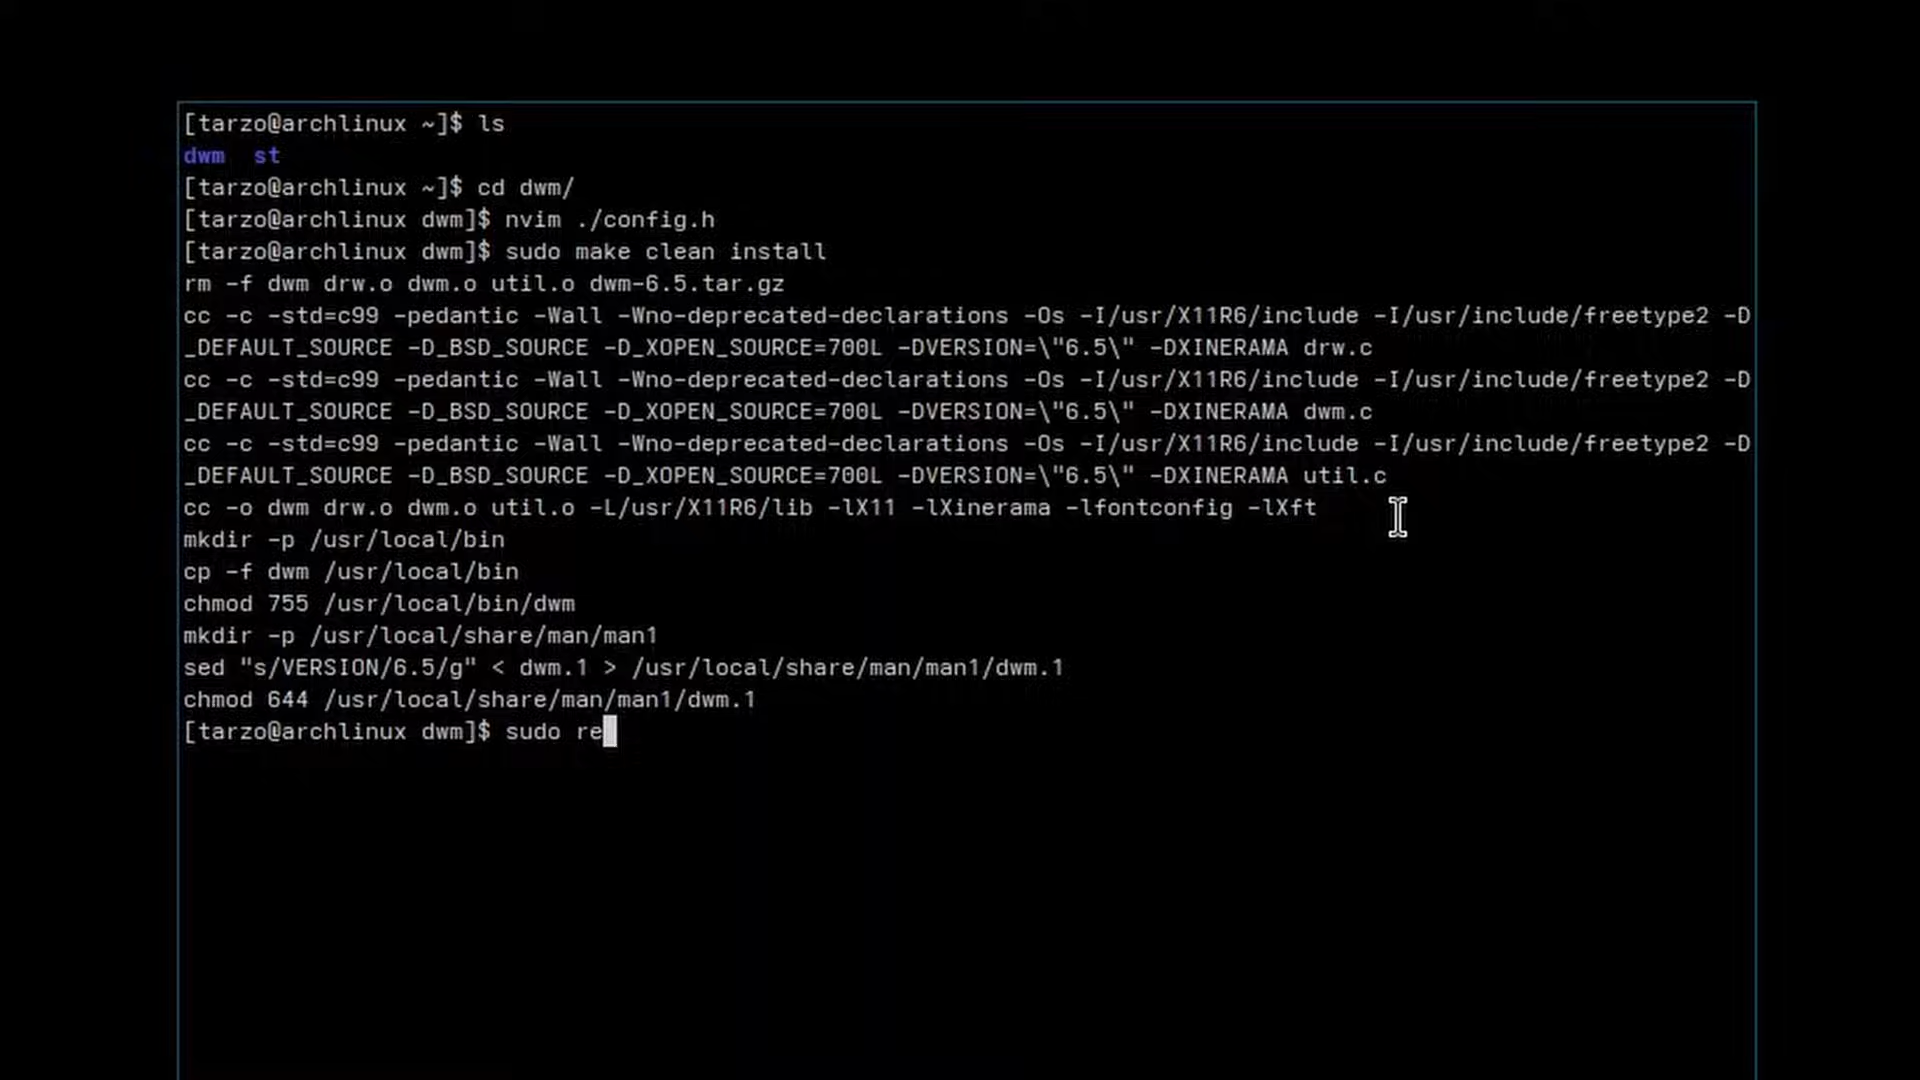 [tarzo@archlinux ~]$ ls
dwm  st
[tarzo@archlinux ~]$ cd dwm/
[tarzo@archlinux dwm]$ nvim ./config.h
[tarzo@archlinux dwm]$ sudo make clean install
rm -f dwm drw.o dwm.o util.o dwm-6.5.tar.gz
cc -c -std=c99 -pedantic -Wall -Wno-deprecated-declarations -Os -I/usr/X11R6/include -I/usr/include/freetype2 -D
_DEFAULT_SOURCE -D_BSD_SOURCE -D_XOPEN_SOURCE=700L -DVERSION=\"6.5\" -DXINERAMA drw.c
cc -c -std=c99 -pedantic -Wall -Wno-deprecated-declarations -Os -I/usr/X11R6/include -I/usr/include/freetype2 -D
_DEFAULT_SOURCE -D_BSD_SOURCE -D_XOPEN_SOURCE=700L -DVERSION=\"6.5\" -DXINERAMA dwm.c
cc -c -std=c99 -pedantic -Wall -Wno-deprecated-declarations -Os -I/usr/X11R6/include -I/usr/include/freetype2 -D
_DEFAULT_SOURCE -D_BSD_SOURCE -D_XOPEN_SOURCE=700L -DVERSION=\"6.5\" -DXINERAMA util.c
cc -o dwm drw.o dwm.o util.o -L/usr/X11R6/lib -lX11 -lXinerama -lfontconfig -lXft
mkdir -p /usr/local/bin
cp -f dwm /usr/local/bin
chmod 755 /usr/local/bin/dwm
mkdir -p /usr/local/share/man/man1
sed "s/VERSION/6.5/g" < dwm.1 > /usr/local/share/man/man1/dwm.1
chmod 644 /usr/local/share/man/man1/dwm.1
[tarzo@archlinux dwm]$ sudo re